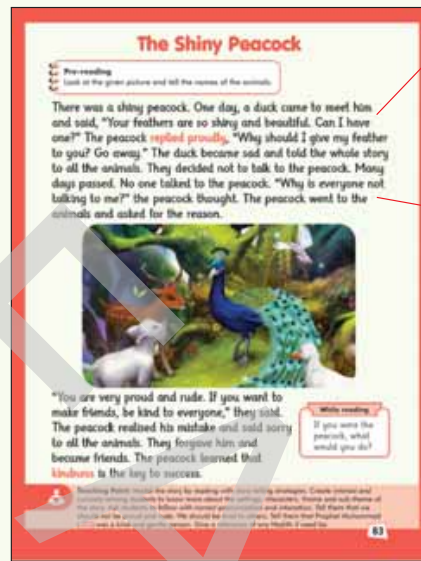 The Shiny Peacock
Pre-reading
Look at the given picture and tell the names of the animals.
There was a shiny peacock. One day, a duck came to meet him
and said, "Your feathers are so shiny and beautiful. Can I have
one?" The peacock replied proudly, "Why should I give my feather
to you? Go away." The duck became sad and told the whole story
to all the animals. They decided not to talk to the peacock. Many
days passed. No one talked to the peacock. "Why is everyone not
talking to me?" the peacock thought. The peacock went to the
animals and asked for the reason.
"You are very proud and rude. If you want to
make friends, be kind to everyone," they said.
The peacock realised his mistake and said sorry
to all the animals. They forgave him and
became friends. The peacock learned that
kindness is the key to success.
While reading
If you were the
peacock, what
would you do?
83